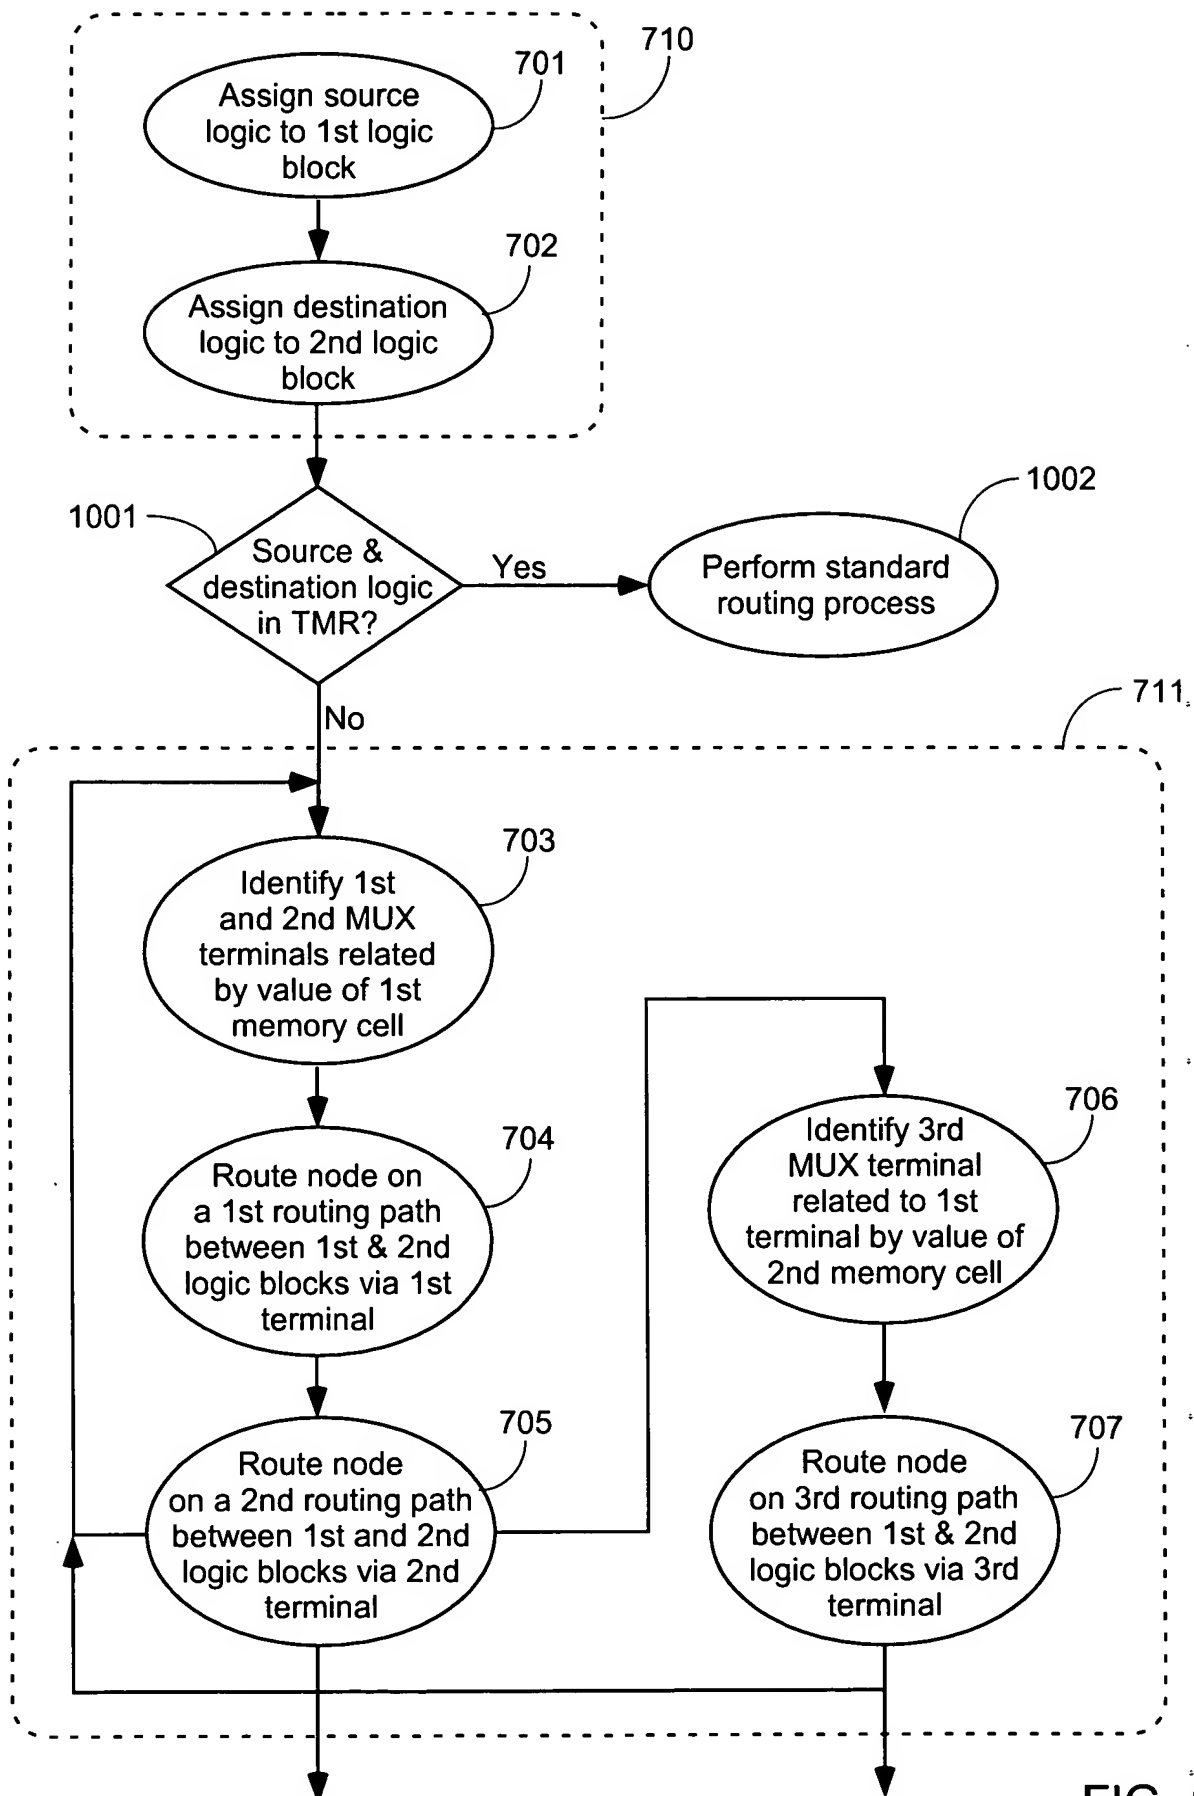 710
701
Assign source
logic to 1st logic
block
702
Assign destination
logic to 2nd logic
block
1001
Source &
destination logic
in TMR?
Yes
1002
Perform standard
routing process
No
711
703
Identify 1st
and 2nd MUX
terminals related
by value of 1st
memory cell
704
Route node on
a 1st routing path
between 1st & 2nd
logic blocks via 1st
terminal
705
Route node
on a 2nd routing path
between 1st and 2nd
logic blocks via 2nd
terminal
706
Identify 3rd
MUX terminal
related to 1st
terminal by value of
2nd memory cell
707
Route node
on 3rd routing path
between 1st & 2nd
logic blocks via 3rd
terminal
FIG.